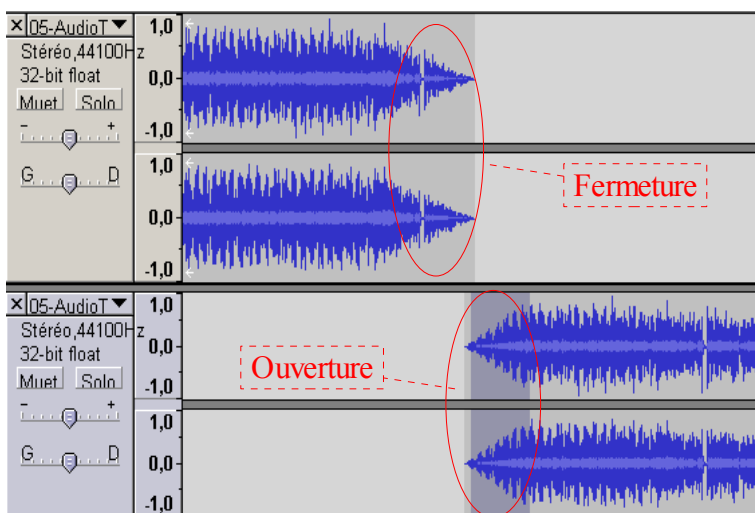 ×05-AudioT▼
Stéréo,44100Hz
32-bit float
Muet Solo
- +
G D
1,0
0,0
-1,0
1,0
0,0
-1,0
Fermeture
×05-AudioT▼
Stéréo,44100Hz
32-bit float
Muet Solo
- +
G D
1,0
0,0
-1,0
1,0
0,0
-1,0
Ouverture